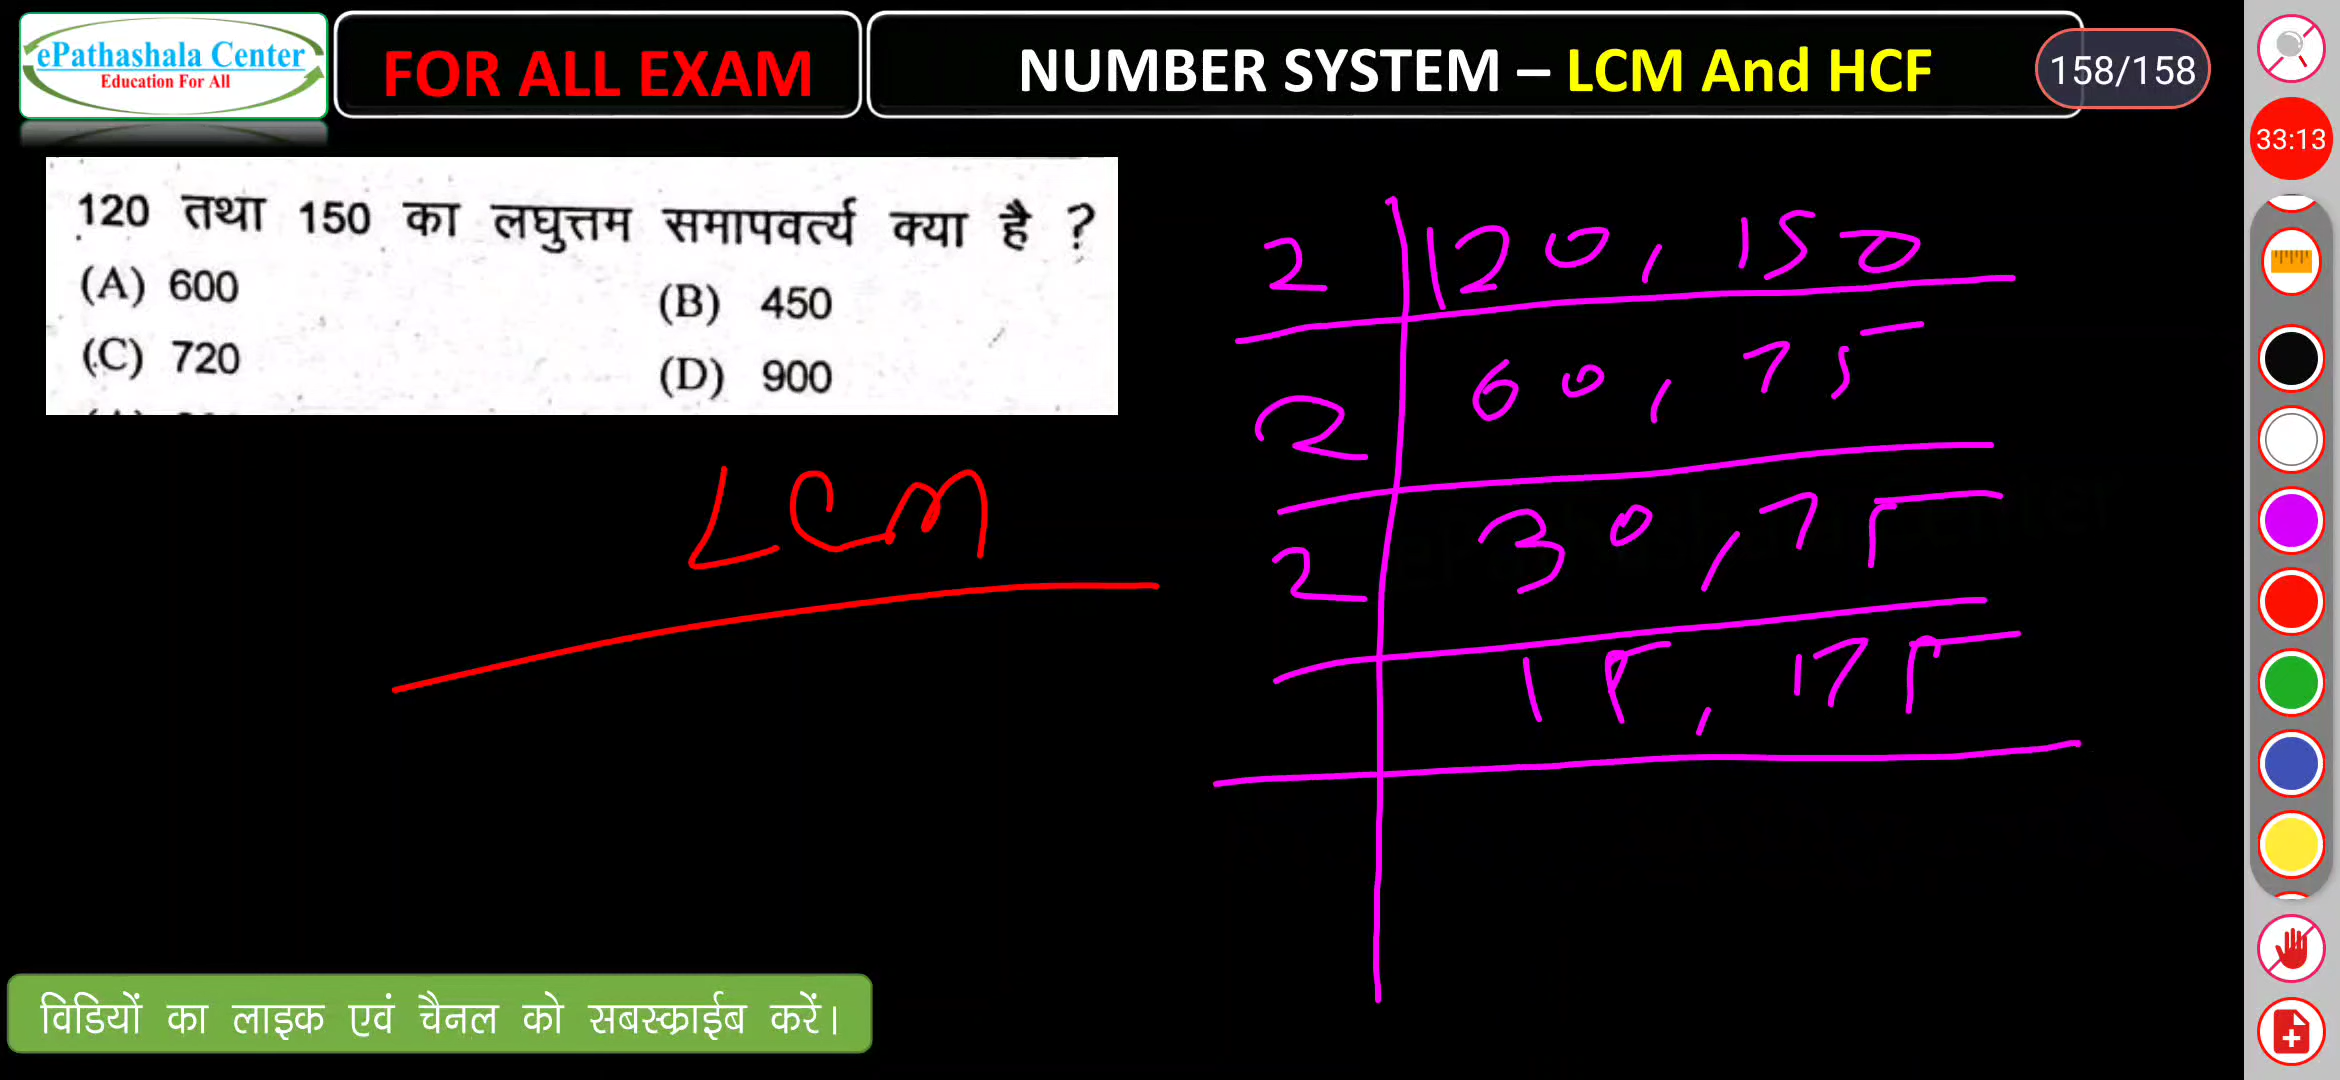 ePathashala Center
Education For All
FOR ALL EXAM
NUMBER SYSTEM – LCM And HCF
158/158
33:13
120 तथा 150 का लघुत्तम समापवर्त्य क्या है ?
(A) 600
(B) 450
(C) 720
(D) 900
LCM
2 120, 150
2 60, 75
2 30, 75
15, 175
विडियों का लाइक एवं चैनल को सबस्क्राईब करें।